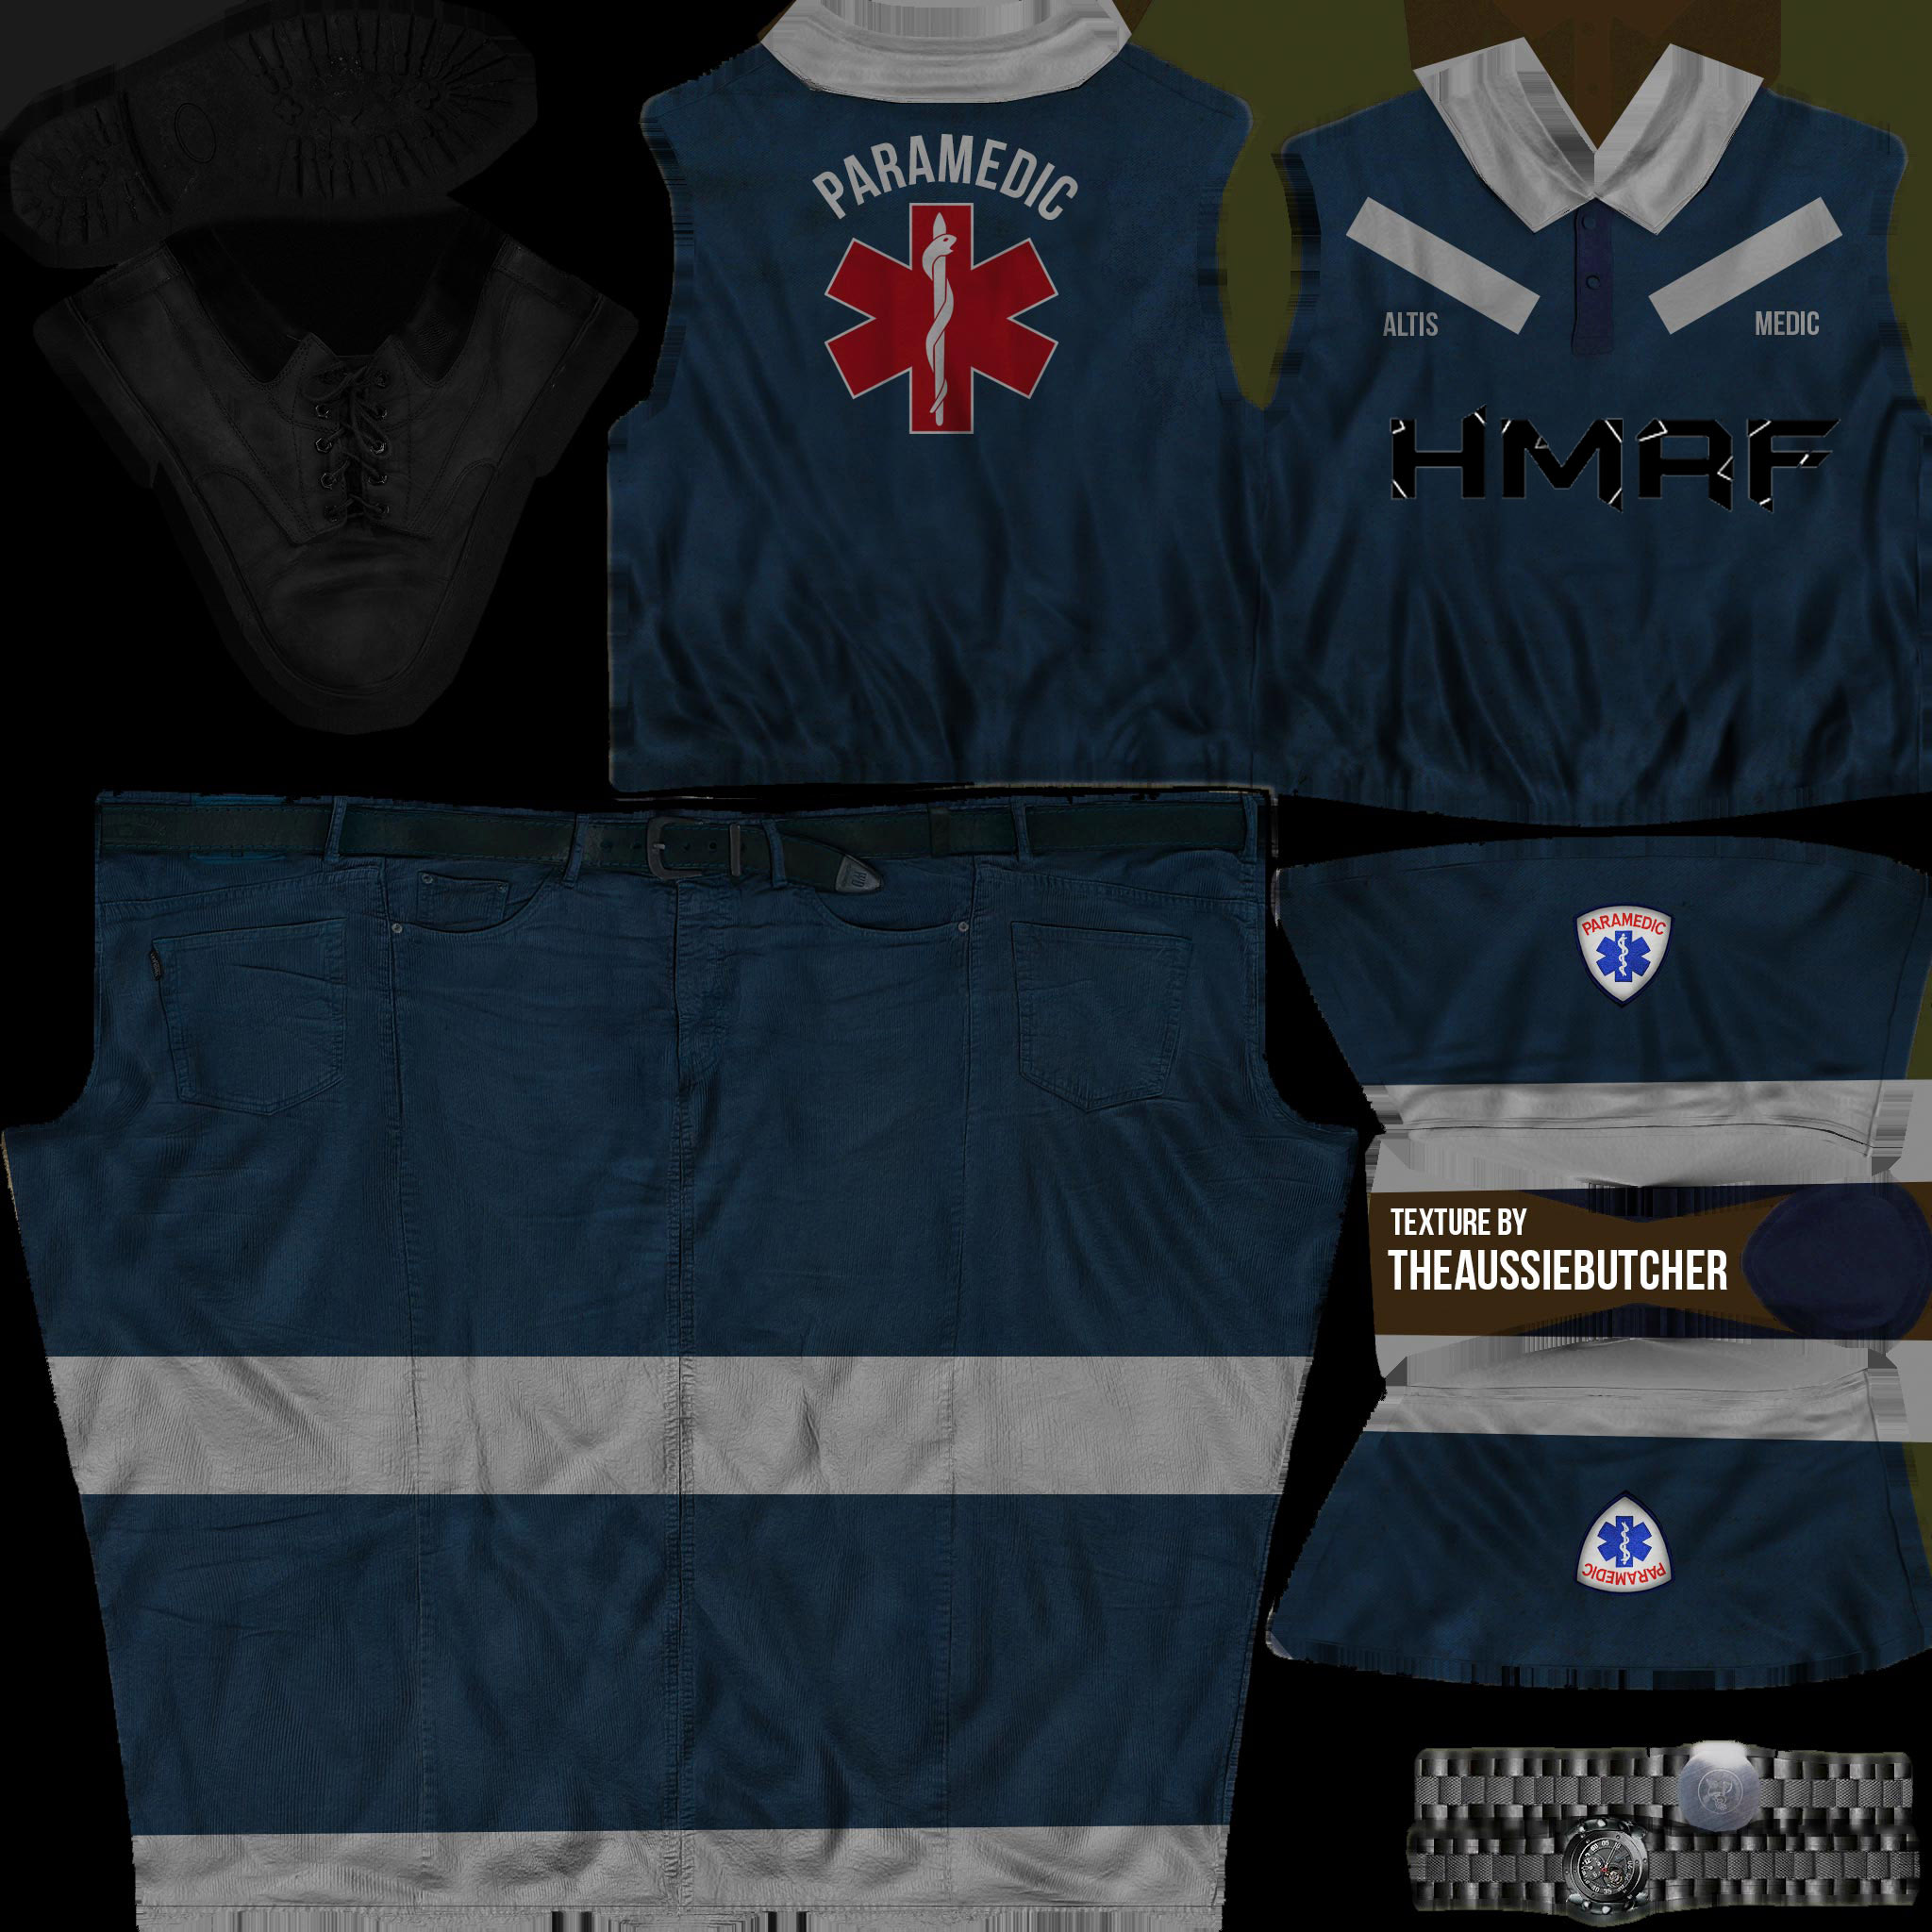 PARAMEDIC
ALTIS
MEDIC
HMRF
PARAMEDIC
TEXTURE BY
THEAUSSIEBUTCHER
PARAMEDIC